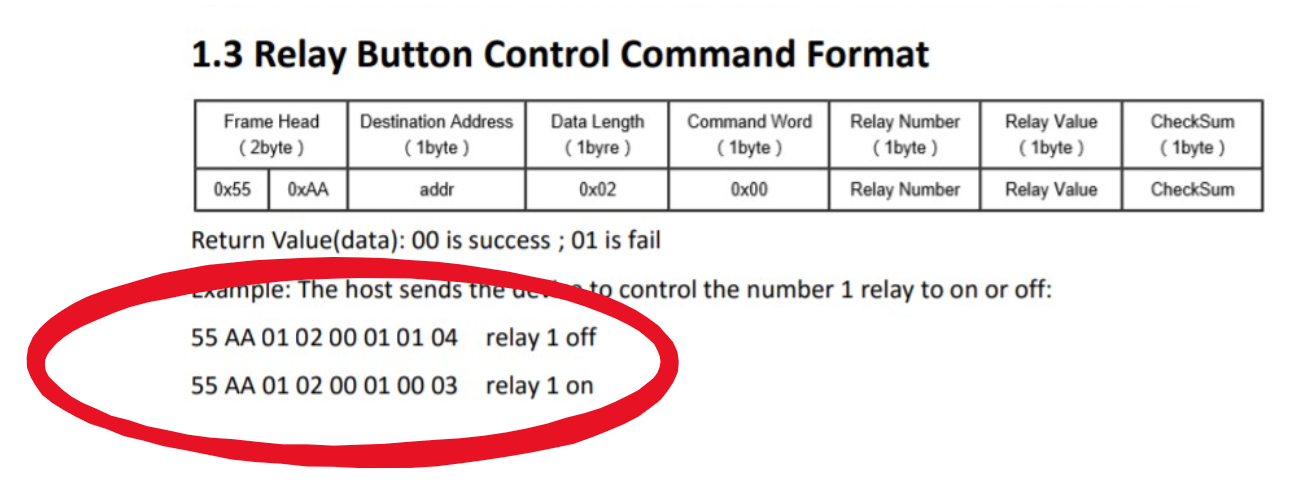 1.3 Relay Button Control Command Format
Frame Head Destination Address Data Length Command Word Relay Number Relay Value CheckSum
( 2byte ) ( 1byte ) ( 1byre ) ( 1byte ) ( 1byte ) ( 1byte ) ( 1byte )
0x55 0xAA addr 0x02 0x00 Relay Number Relay Value CheckSum
Return Value(data): 00 is success ; 01 is fail
Example: The host sends the device to control the number 1 relay to on or off:
55 AA 01 02 00 01 01 04 relay 1 off
55 AA 01 02 00 01 00 03 relay 1 on